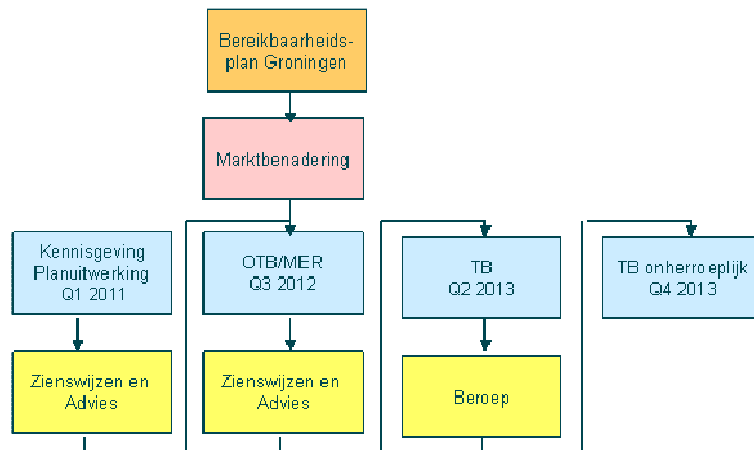 Bereikbaarheids-
plan Groningen
Marktbenadering
Kennisgeving
Planuitwerking
Q1 2011
OTB/MER
Q3 2012
TB
Q2 2013
TB onherroeplijk
Q4 2013
Zienswijzen en
Advies
Zienswijzen en
Advies
Beroep